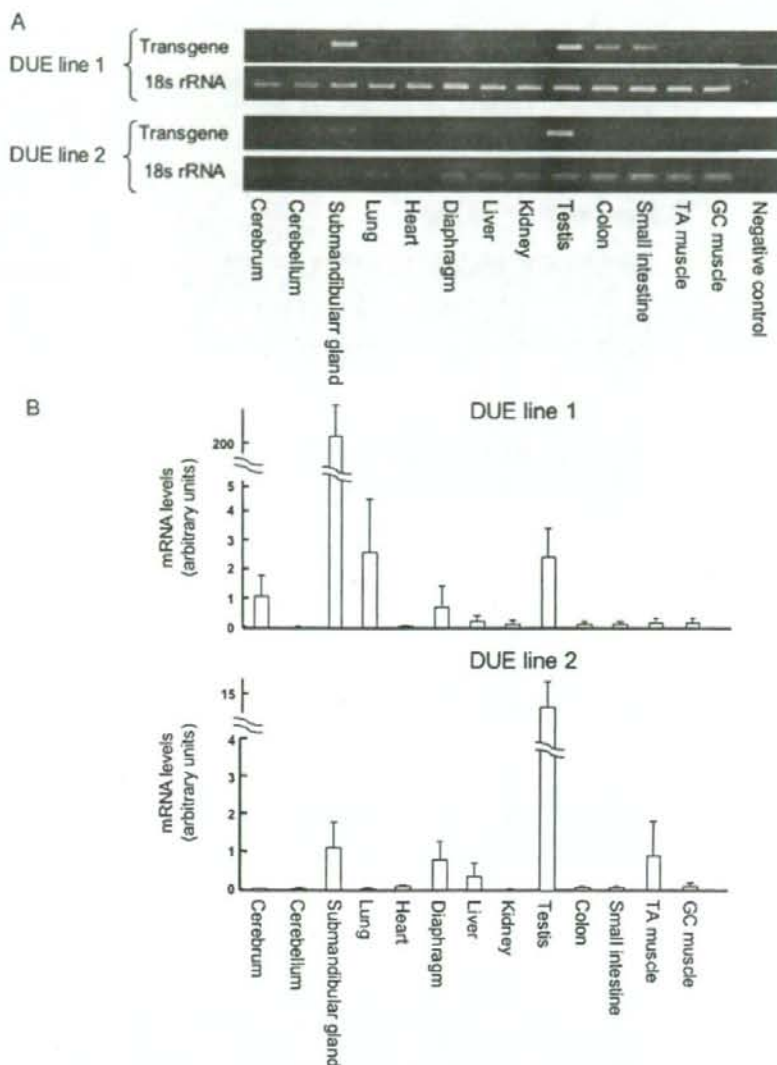 A
DUE line 1
Transgene
18s rRNA
DUE line 2
Transgene
18s rRNA
Cerebrum
Cerebellum
Submandibularr gland
Lung
Heart
Diaphragm
Liver
Kidney
Testis
Colon
Small intestine
TA muscle
GC muscle
Negative control
B
DUE line 1
mRNA levels
(arbitrary units)
200
5
4
3
2
1
0
DUE line 2
mRNA levels
(arbitrary units)
15
4
3
2
1
0
Cerebrum
Cerebellum
Submandibular gland
Lung
Heart
Diaphragm
Liver
Kidney
Testis
Colon
Small intestine
TA muscle
GC muscle